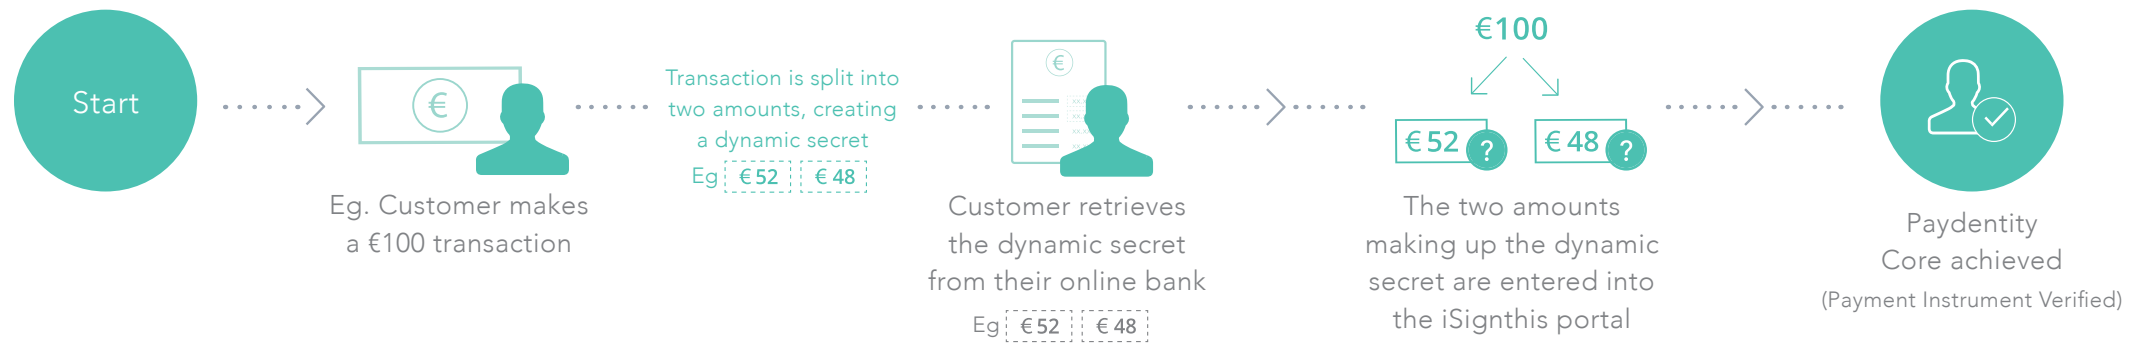 Start
€
Eg. Customer makes
a €100 transaction
Transaction is split into
two amounts, creating
a dynamic secret
Eg €52 €48
€
Customer retrieves
the dynamic secret
from their online bank
Eg €52 €48
€100
€52 ? €48 ?
The two amounts
making up the dynamic
secret are entered into
the iSignthis portal
Paydentity
Core achieved
(Payment Instrument Verified)